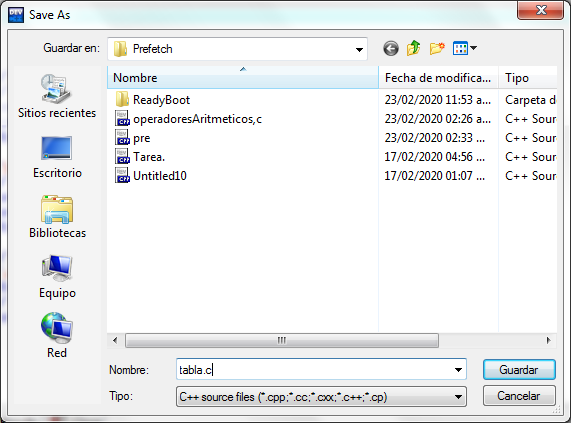 DEV
Save As
Guardar en:
Prefetch
Nombre
Fecha de modifica...
Tipo
ReadyBoot
23/02/2020 11:53 a...
Carpeta de
operadoresAritmeticos,c
23/02/2020 02:26 a...
C++ Sour
pre
23/02/2020 02:33 ...
C++ Sour
Tarea.
17/02/2020 04:56 ...
C++ Sour
Untitled10
17/02/2020 01:07 ...
C++ Sour
Sitios recientes
Escritorio
Bibliotecas
Equipo
Red
Nombre:
tabla.c
Guardar
Tipo:
C++ source files (*.cpp;*.cc;*.cxx;*.c++;*.cp)
Cancelar